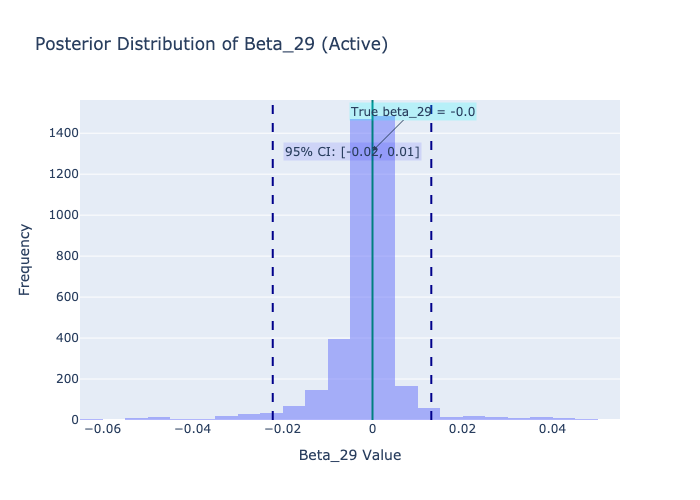 Posterior Distribution of Beta_29 (Active)
True beta_29 = -0.0
95% CI: [-0.02, 0.01]
1400
1200
1000
800
600
400
200
0
Frequency
−0.06
−0.04
−0.02
0
0.02
0.04
Beta_29 Value